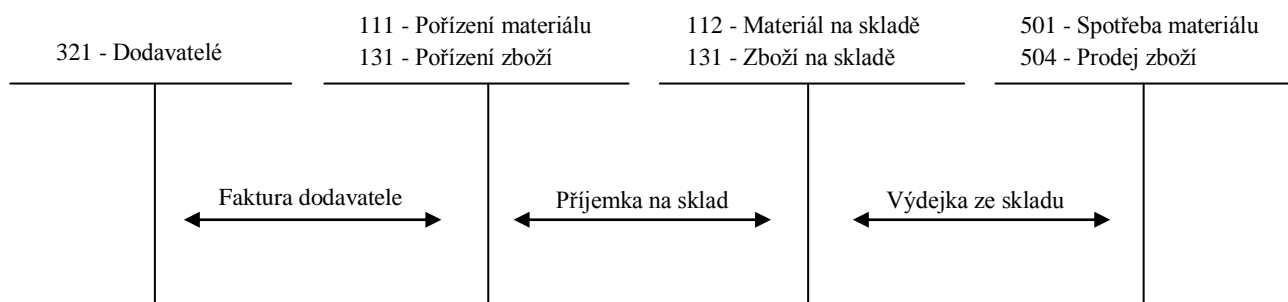 321 - Dodavatelé
111 - Pořízení materiálu
131 - Pořízení zboží
112 - Materiál na skladě
131 - Zboží na skladě
501 - Spotřeba materiálu
504 - Prodej zboží
Faktura dodavatele
Příjemka na sklad
Výdejka ze skladu